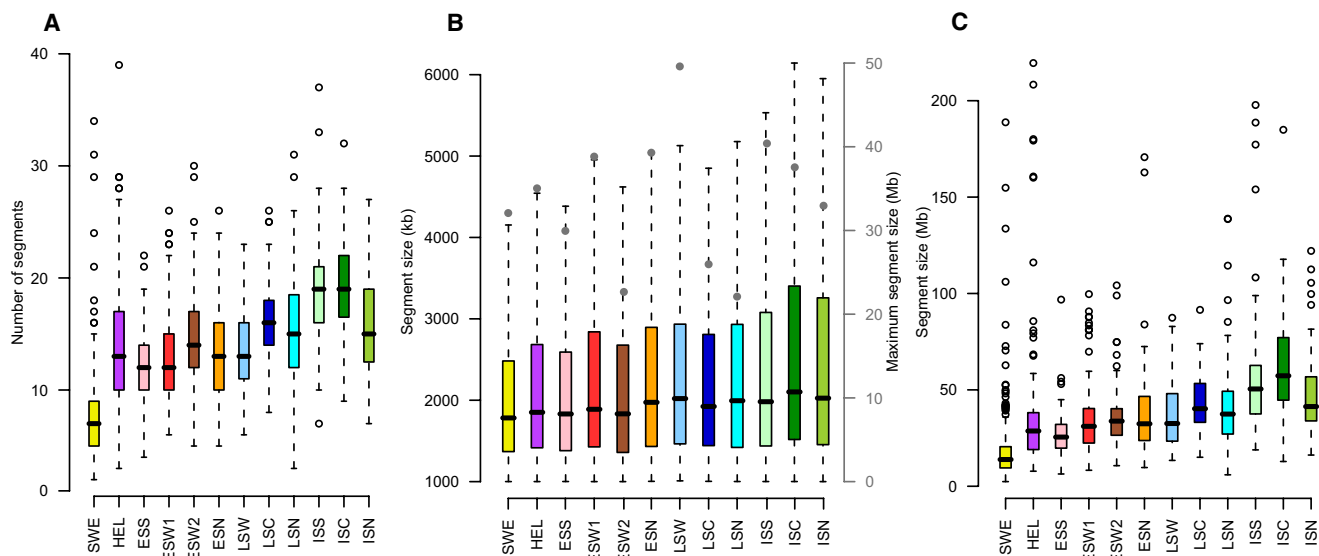 A
B
C
Number of segments
0
10
20
30
40
SWE
HEL
ESS
ESW1
ESW2
ESN
LSW
LSC
LSN
ISS
ISC
ISN
Segment size (kb)
1000
2000
3000
4000
5000
6000
Maximum segment size (Mb)
0
10
20
30
40
50
SWE
HEL
ESS
ESW1
ESW2
ESN
LSW
LSC
LSN
ISS
ISC
ISN
Segment size (Mb)
0
50
100
150
200
SWE
HEL
ESS
ESW1
ESW2
ESN
LSW
LSC
LSN
ISS
ISC
ISN